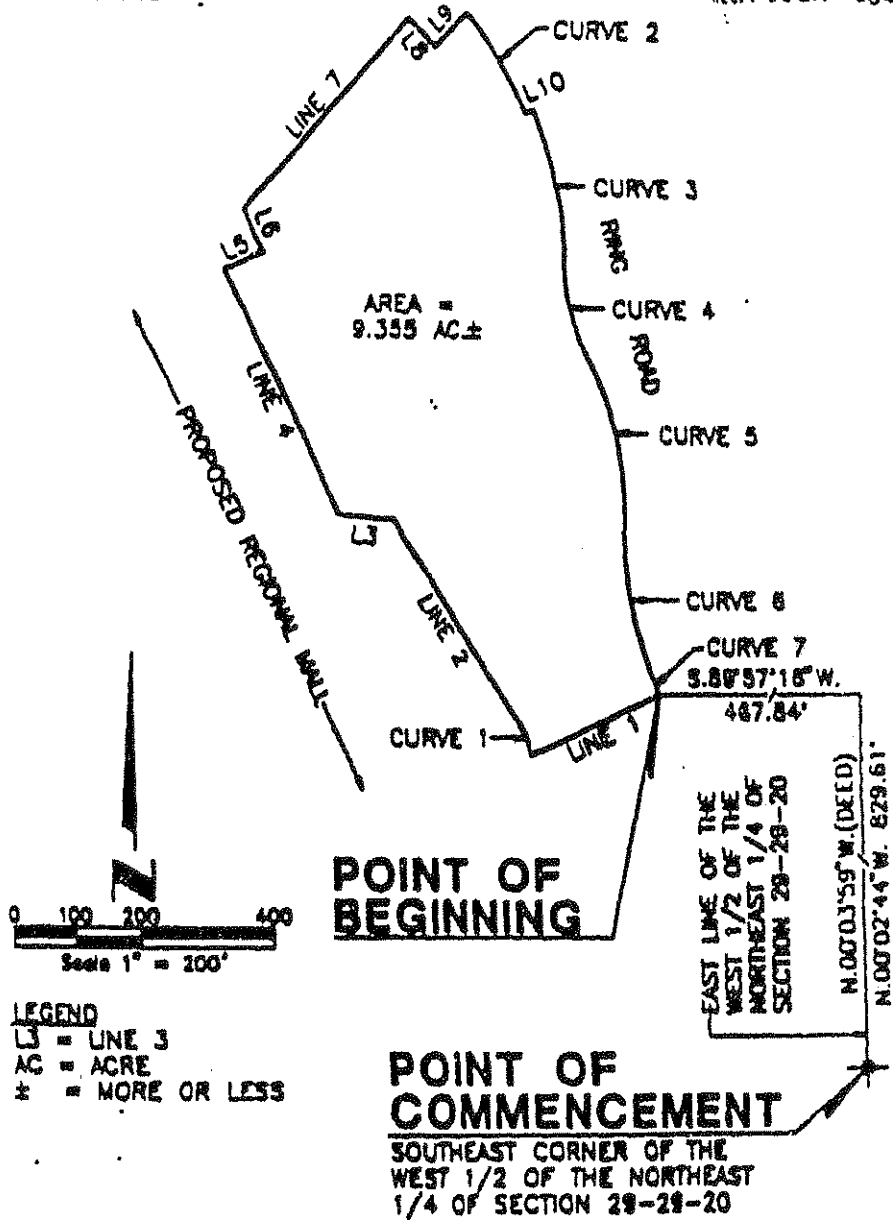 CURVE 2
L9
L8
L10
LINE 7
CURVE 3
L6
L5
RING
ROAD
AREA =
9.355 AC.±
CURVE 4
LINE 4
CURVE 5
PROPOSED REGIONAL MALL
L3
LINE 2
CURVE 6
CURVE 7
S.89°57'16"W.
467.84'
CURVE 1
LINE 1
EAST LINE OF THE
WEST 1/2 OF THE
NORTHEAST 1/4 OF
SECTION 29-29-20
N.00°03'59"W.(DEED)
N.00°02'44"W. 829.61'
POINT OF
BEGINNING
N
0 100 200 400
Scale 1" = 200'
LEGEND
L3 = LINE 3
AC = ACRE
± = MORE OR LESS
POINT OF
COMMENCEMENT
SOUTHEAST CORNER OF THE
WEST 1/2 OF THE NORTHEAST
1/4 OF SECTION 29-29-20